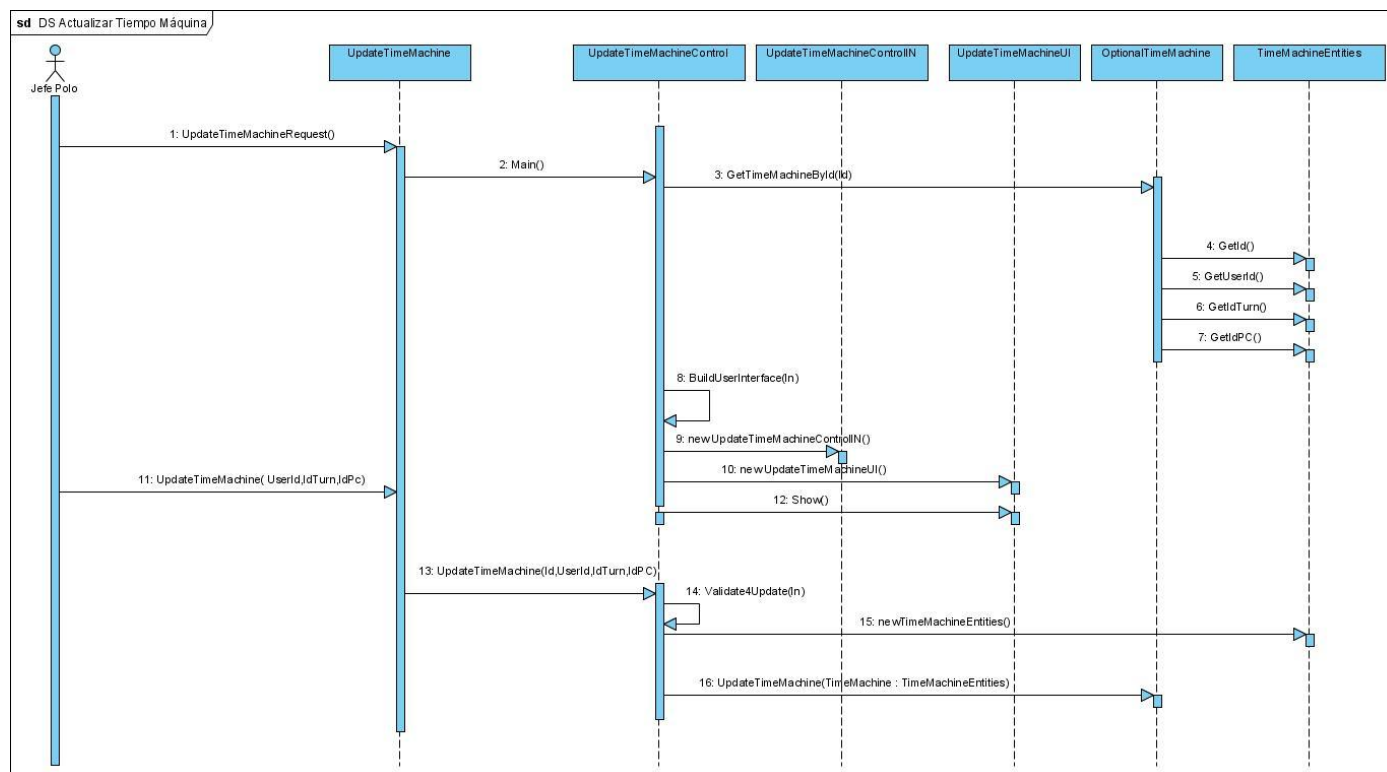 sd DS Actualizar Tiempo Máquina
Jefe Polo
UpdateTimeMachine
UpdateTimeMachineControl
UpdateTimeMachineControlIN
UpdateTimeMachineUI
OptionalTimeMachine
TimeMachineEntities
1: UpdateTimeMachineRequest()
2: Main()
3: GetTimeMachineById(Id)
4: GetId()
5: GetUserId()
6: GetIdTurn()
7: GetIdPC()
8: BuildUserInterface(In)
9: newUpdateTimeMachineControlIN()
10: newUpdateTimeMachineUI()
11: UpdateTimeMachine( UserId,IdTurn,IdPc)
12: Show()
13: UpdateTimeMachine(Id,UserId,IdTurn,IdPC)
14: Validate4Update(In)
15: newTimeMachineEntities()
16: UpdateTimeMachine(TimeMachine : TimeMachineEntities)